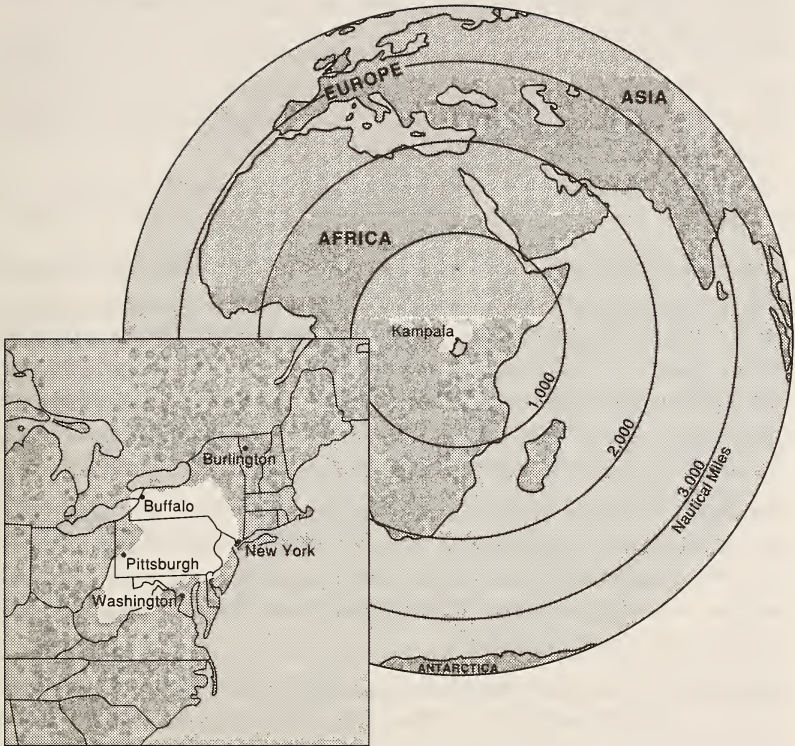 EUROPE
ASIA
AFRICA
Kampala
1,000
2,000
3,000
Nautical Miles
Burlington
Buffalo
New York
Pittsburgh
Washington
ANTARCTICA